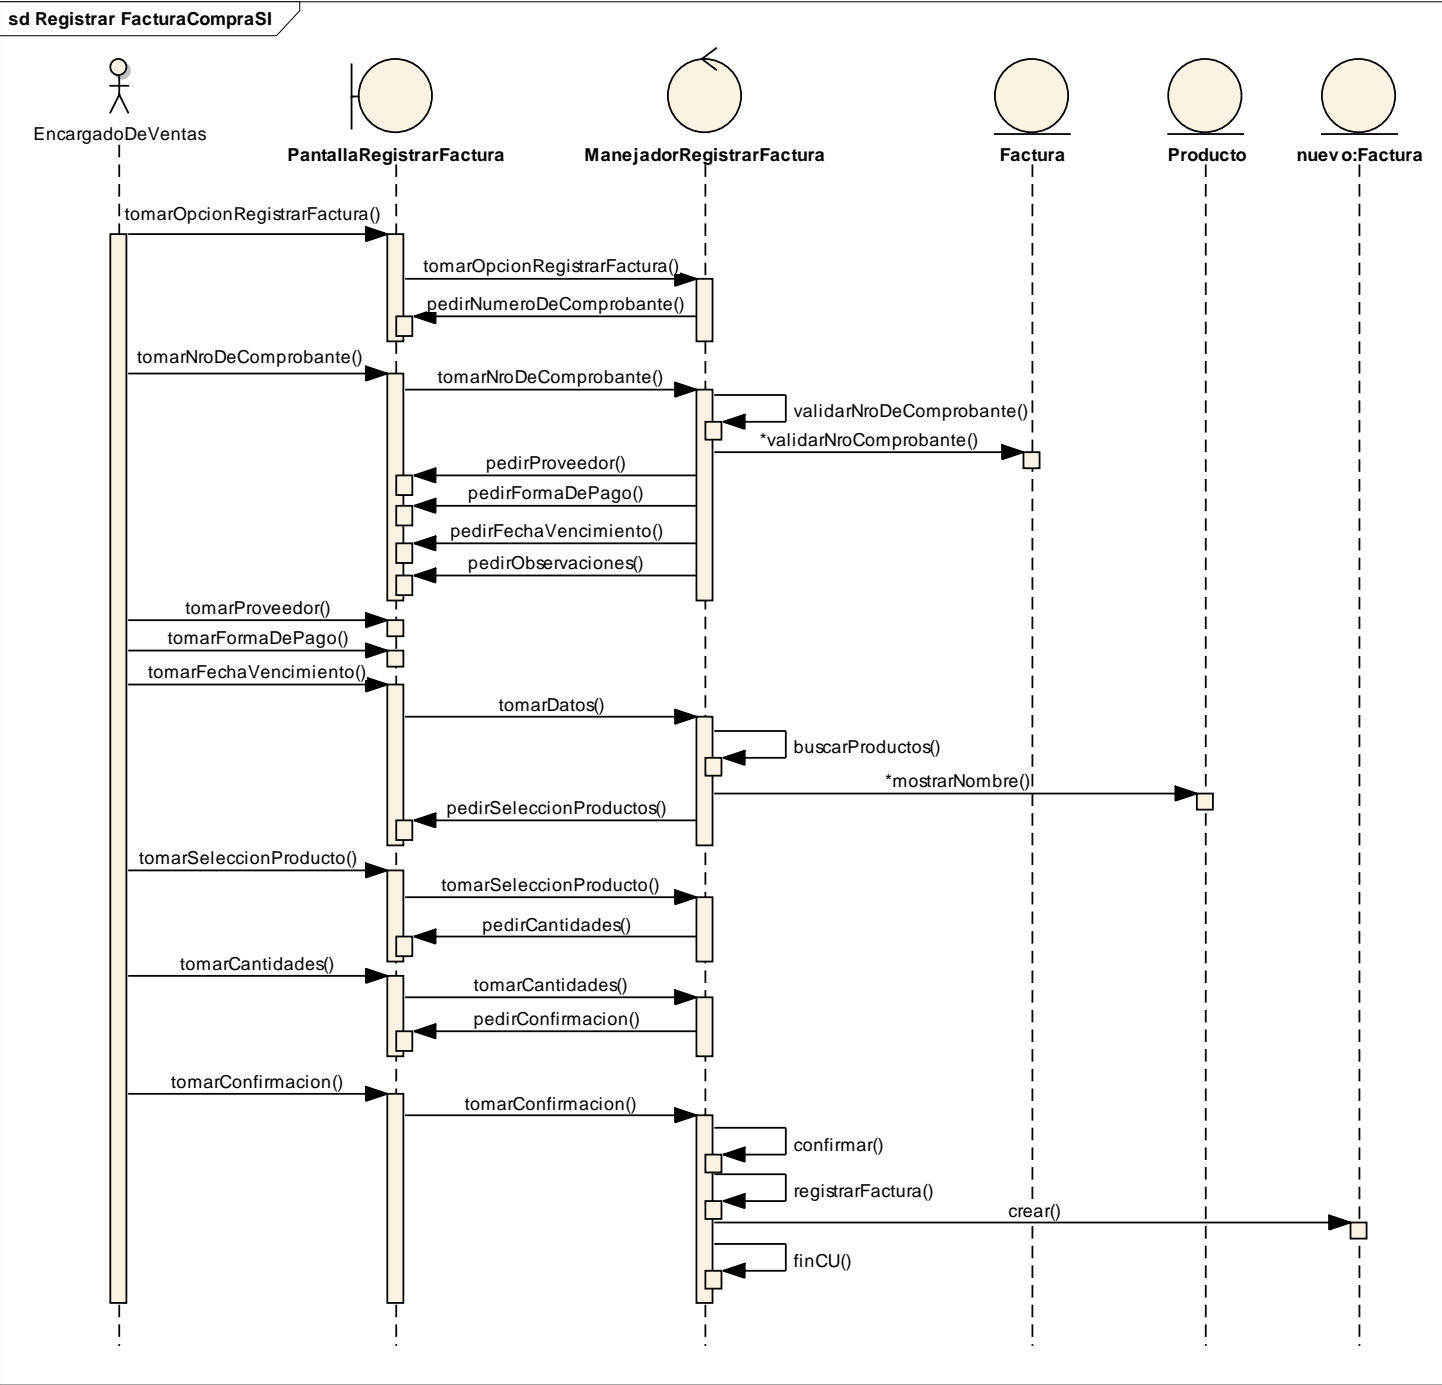 sd Registrar FacturaCompraSI
EncargadoDeVentas
PantallaRegistrarFactura
ManejadorRegistrarFactura
Factura
Producto
nuevo:Factura
tomarOpcionRegistrarFactura()
tomarOpcionRegistrarFactura()
pedirNumeroDeComprobante()
tomarNroDeComprobante()
tomarNroDeComprobante()
validarNroDeComprobante()
*validarNroComprobante()
pedirProveedor()
pedirFormaDePago()
pedirFechaVencimiento()
pedirObservaciones()
tomarProveedor()
tomarFormaDePago()
tomarFechaVencimiento()
tomarDatos()
buscarProductos()
*mostrarNombre()
pedirSeleccionProductos()
tomarSeleccionProducto()
tomarSeleccionProducto()
pedirCantidades()
tomarCantidades()
tomarCantidades()
pedirConfirmacion()
tomarConfirmacion()
tomarConfirmacion()
confirmar()
registrarFactura()
crear()
finCU()